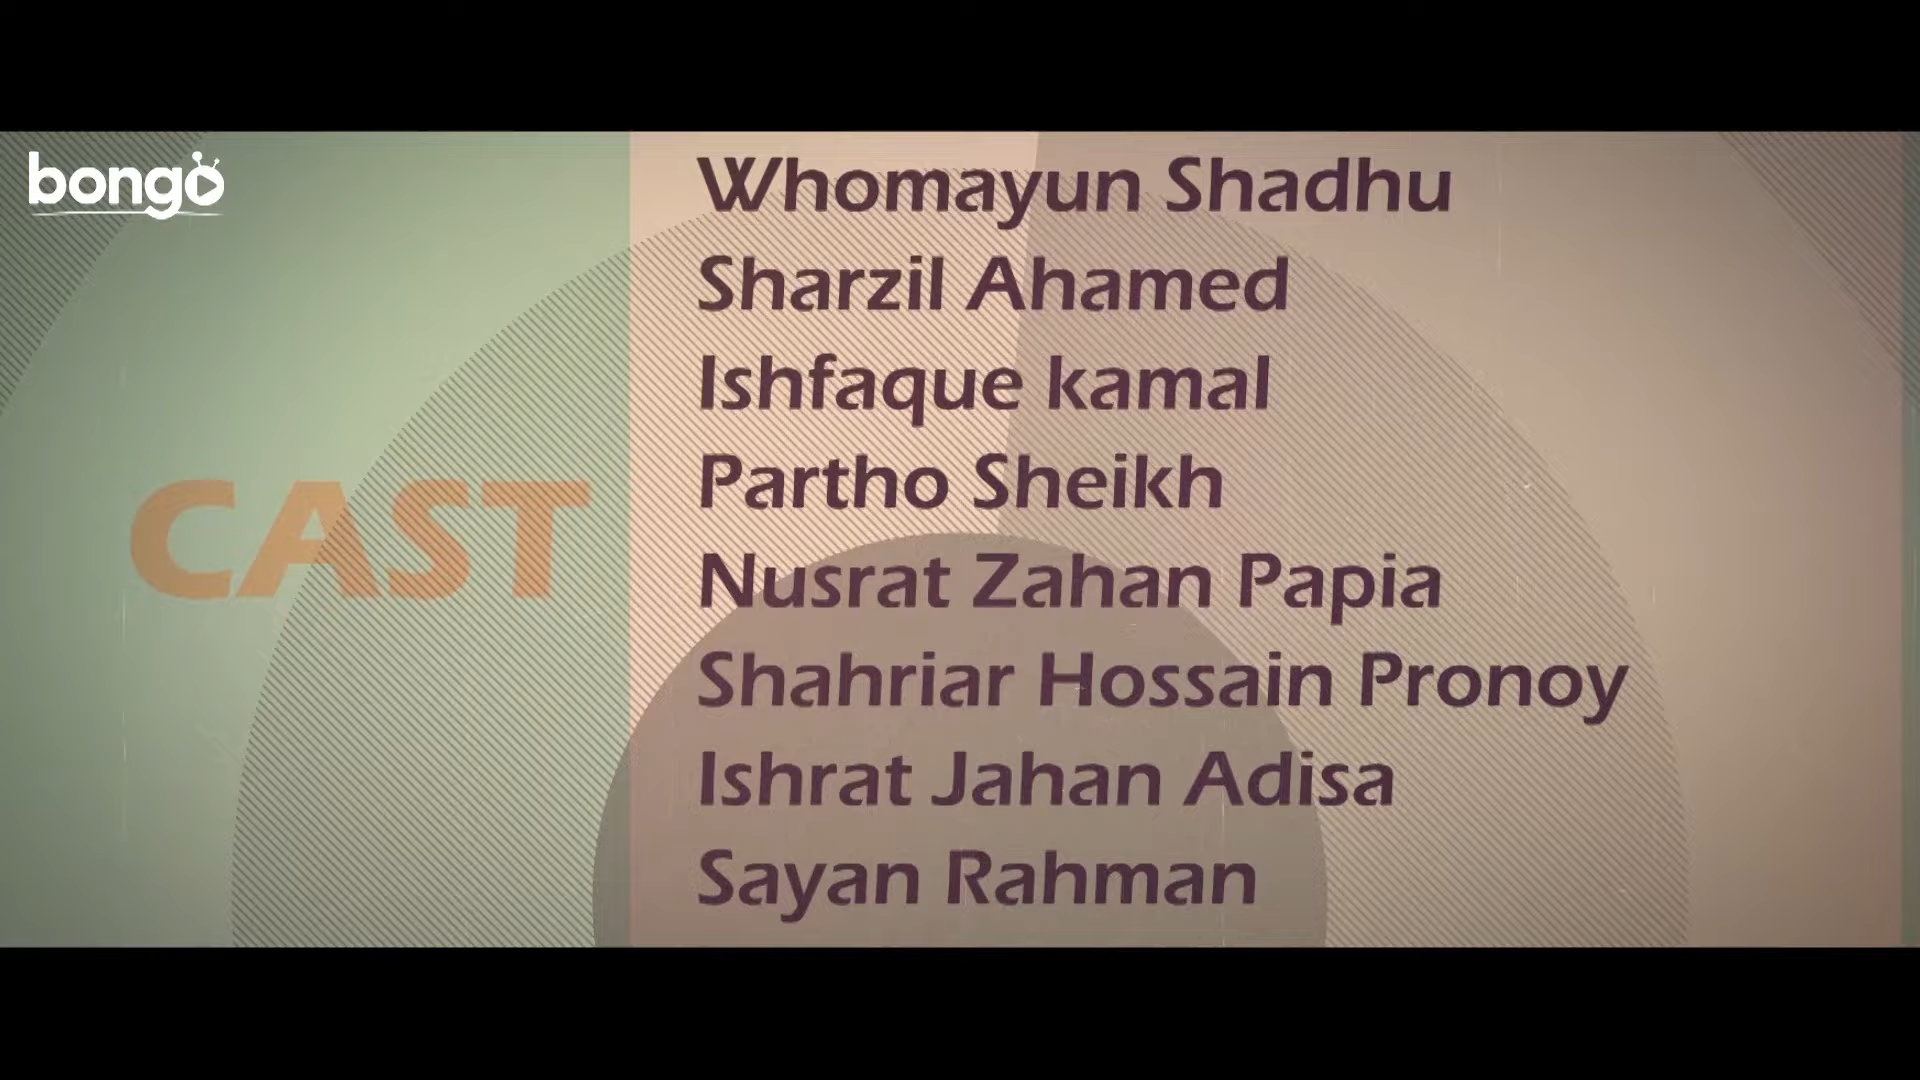 bongo
CAST
Whomayun Shadhu
Sharzil Ahamed
Ishfaque kamal
Partho Sheikh
Nusrat Zahan Papia
Shahriar Hossain Pronoy
Ishrat Jahan Adisa
Sayan Rahman